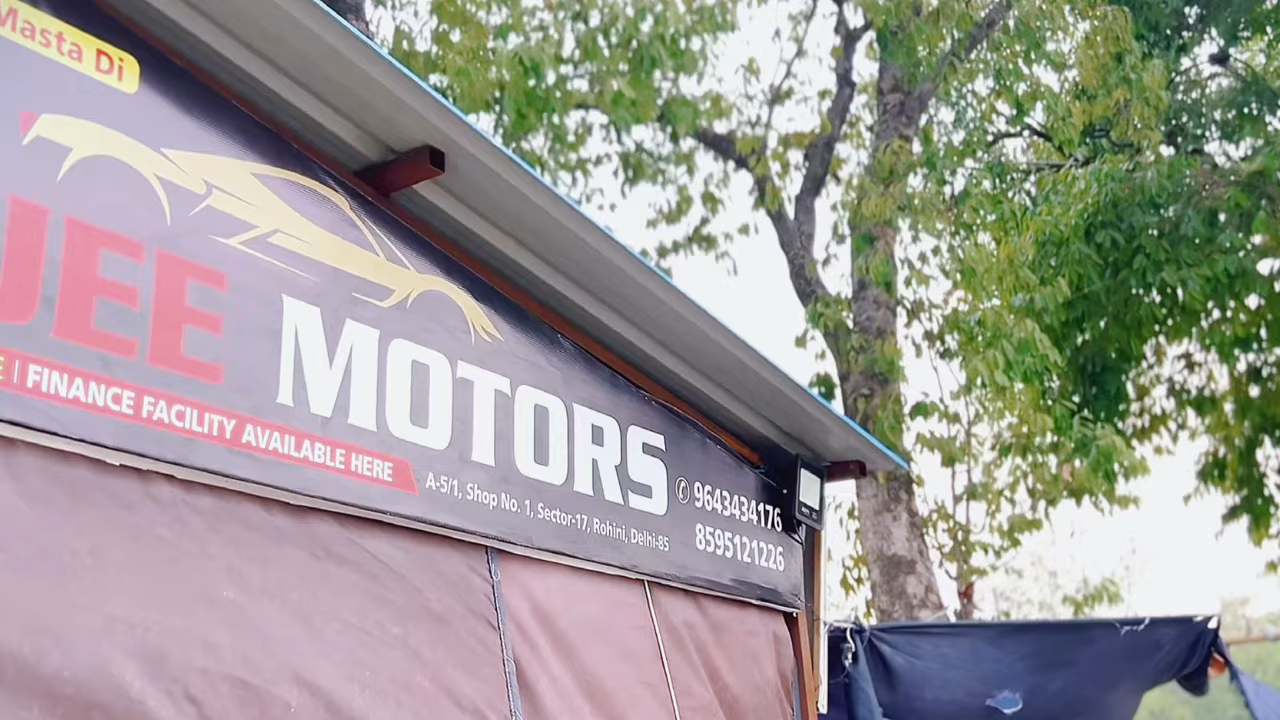 Masta Di
JEE MOTORS
| FINANCE FACILITY AVAILABLE HERE
A-5/1, Shop No. 1, Sector-17, Rohini, Delhi-85
9643434176
8595121226